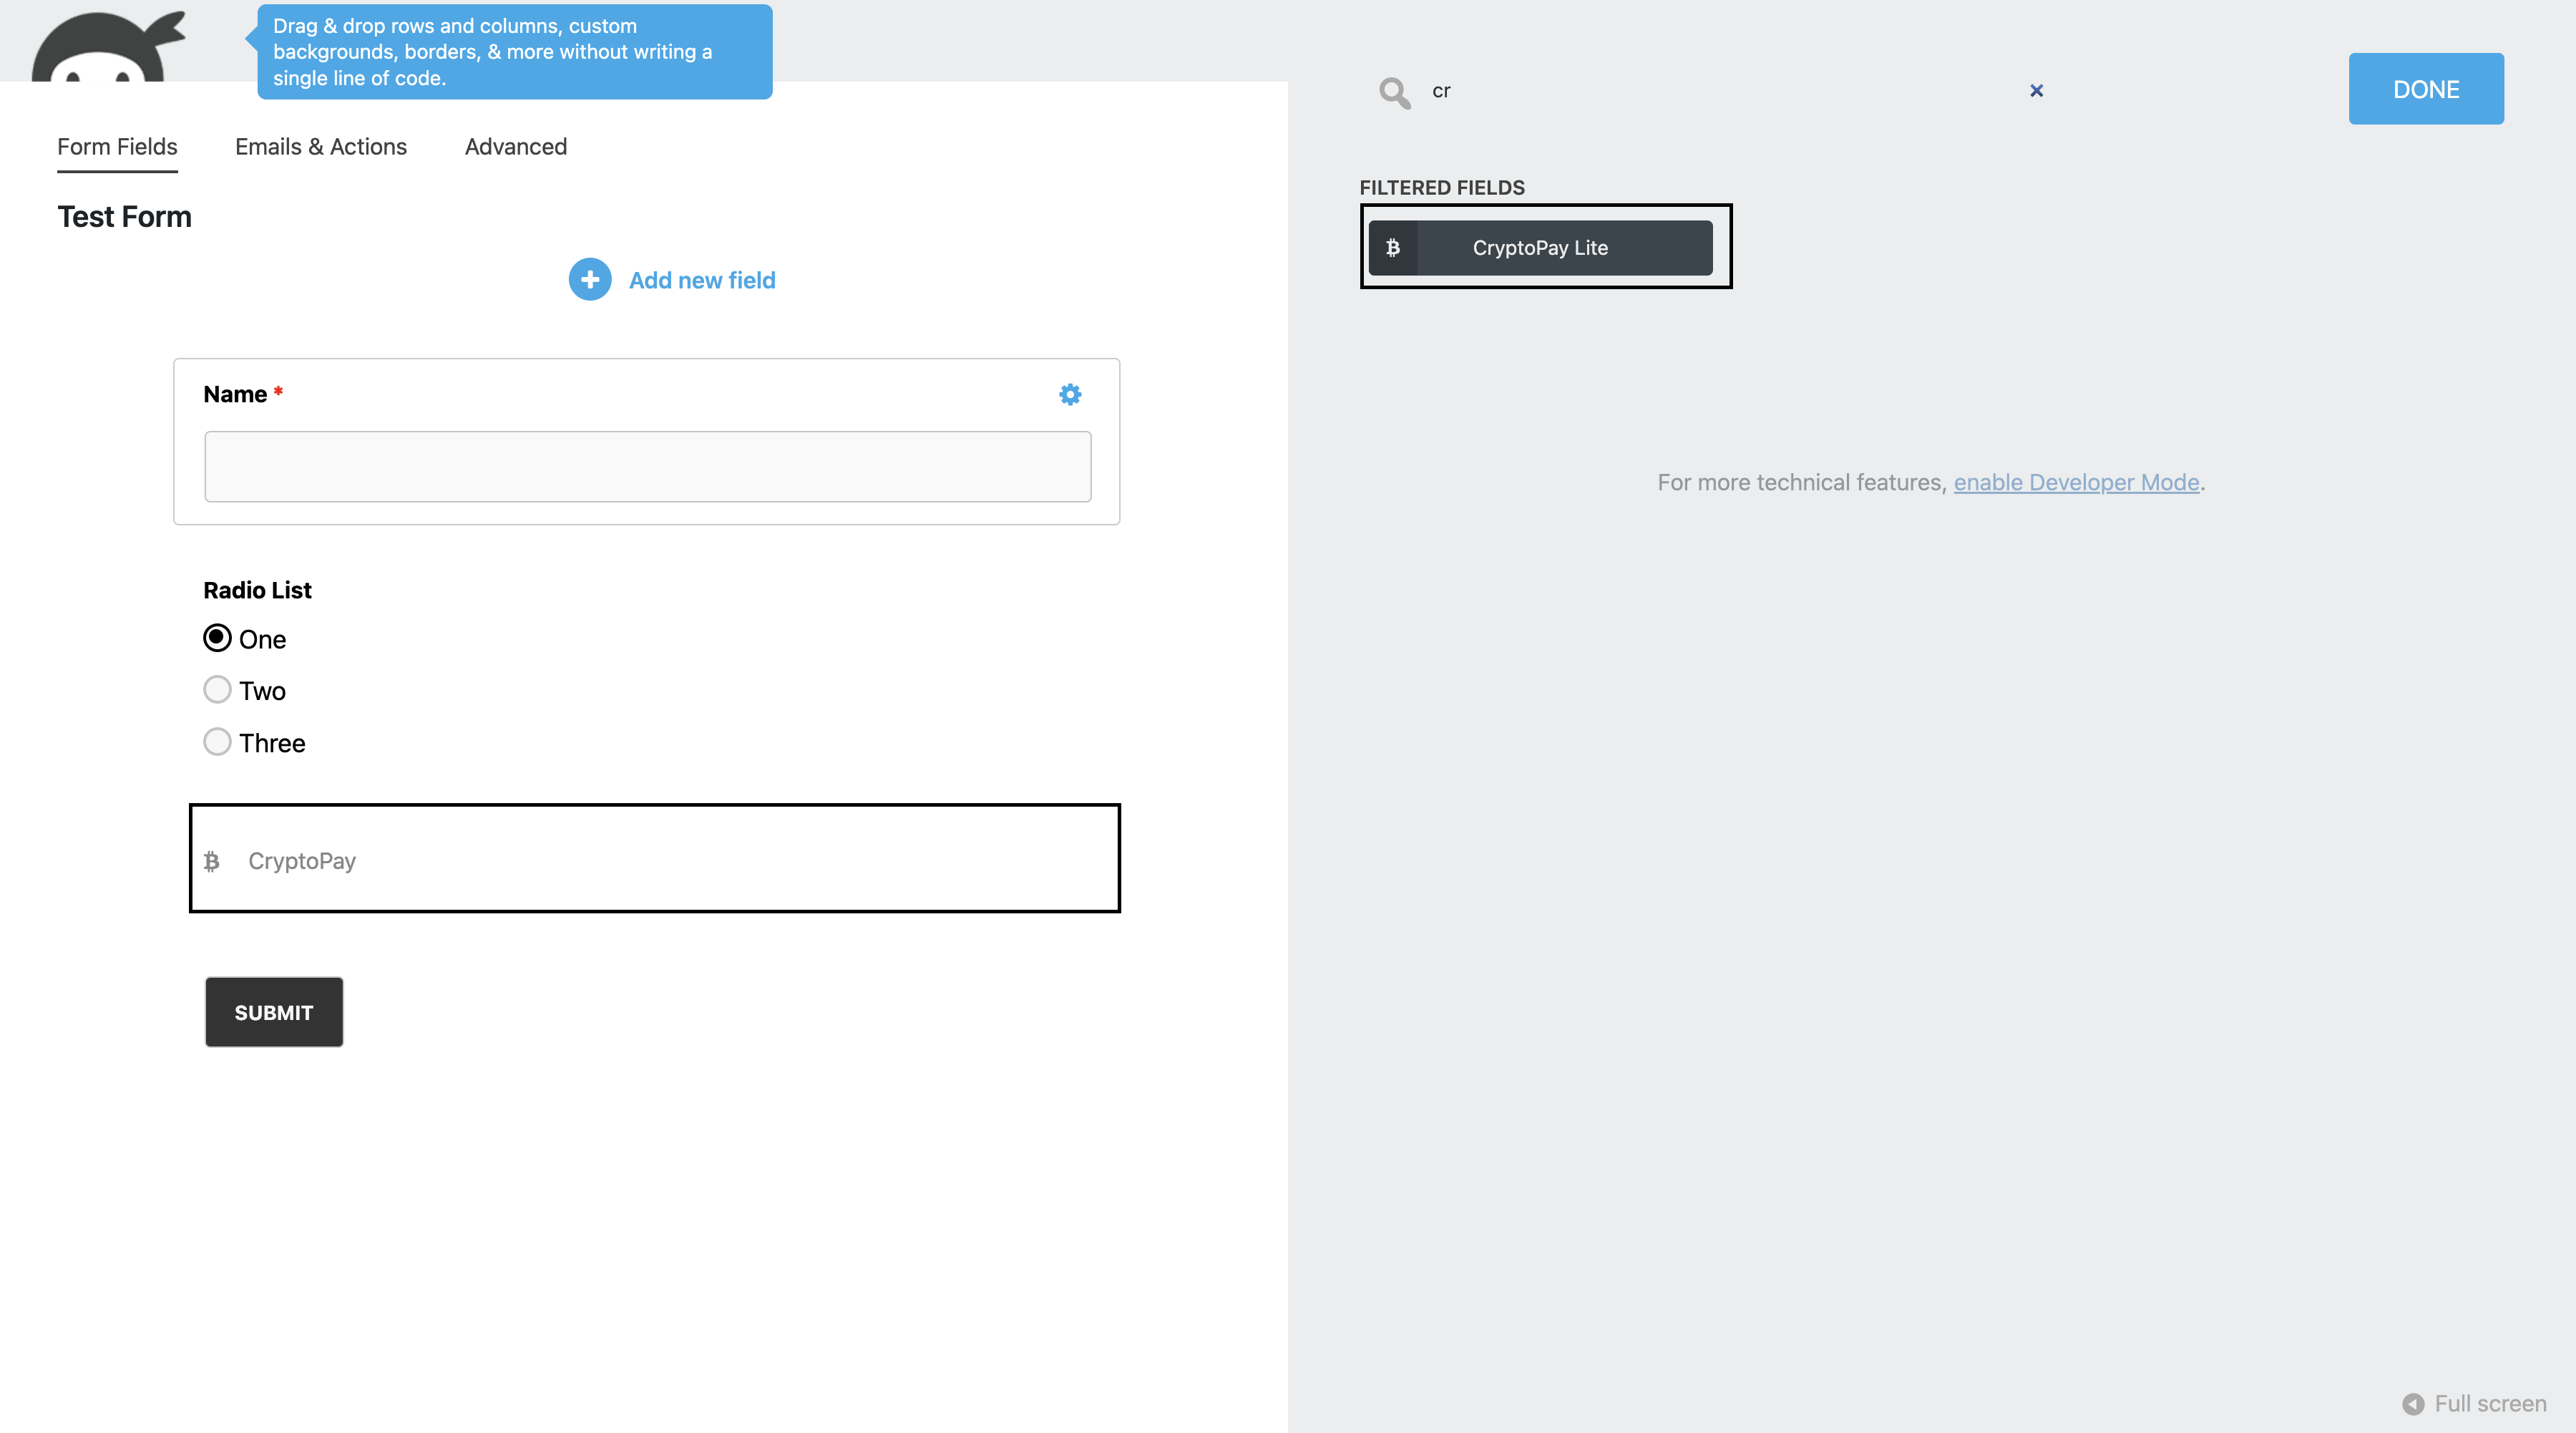 Drag & drop rows and columns, custom
backgrounds, borders, & more without writing a
single line of code.
Form Fields
Emails & Actions
Advanced
Test Form
Add new field
Name *
Radio List
One
Two
Three
CryptoPay
SUBMIT
cr
DONE
FILTERED FIELDS
CryptoPay Lite
For more technical features, enable Developer Mode.
Full screen